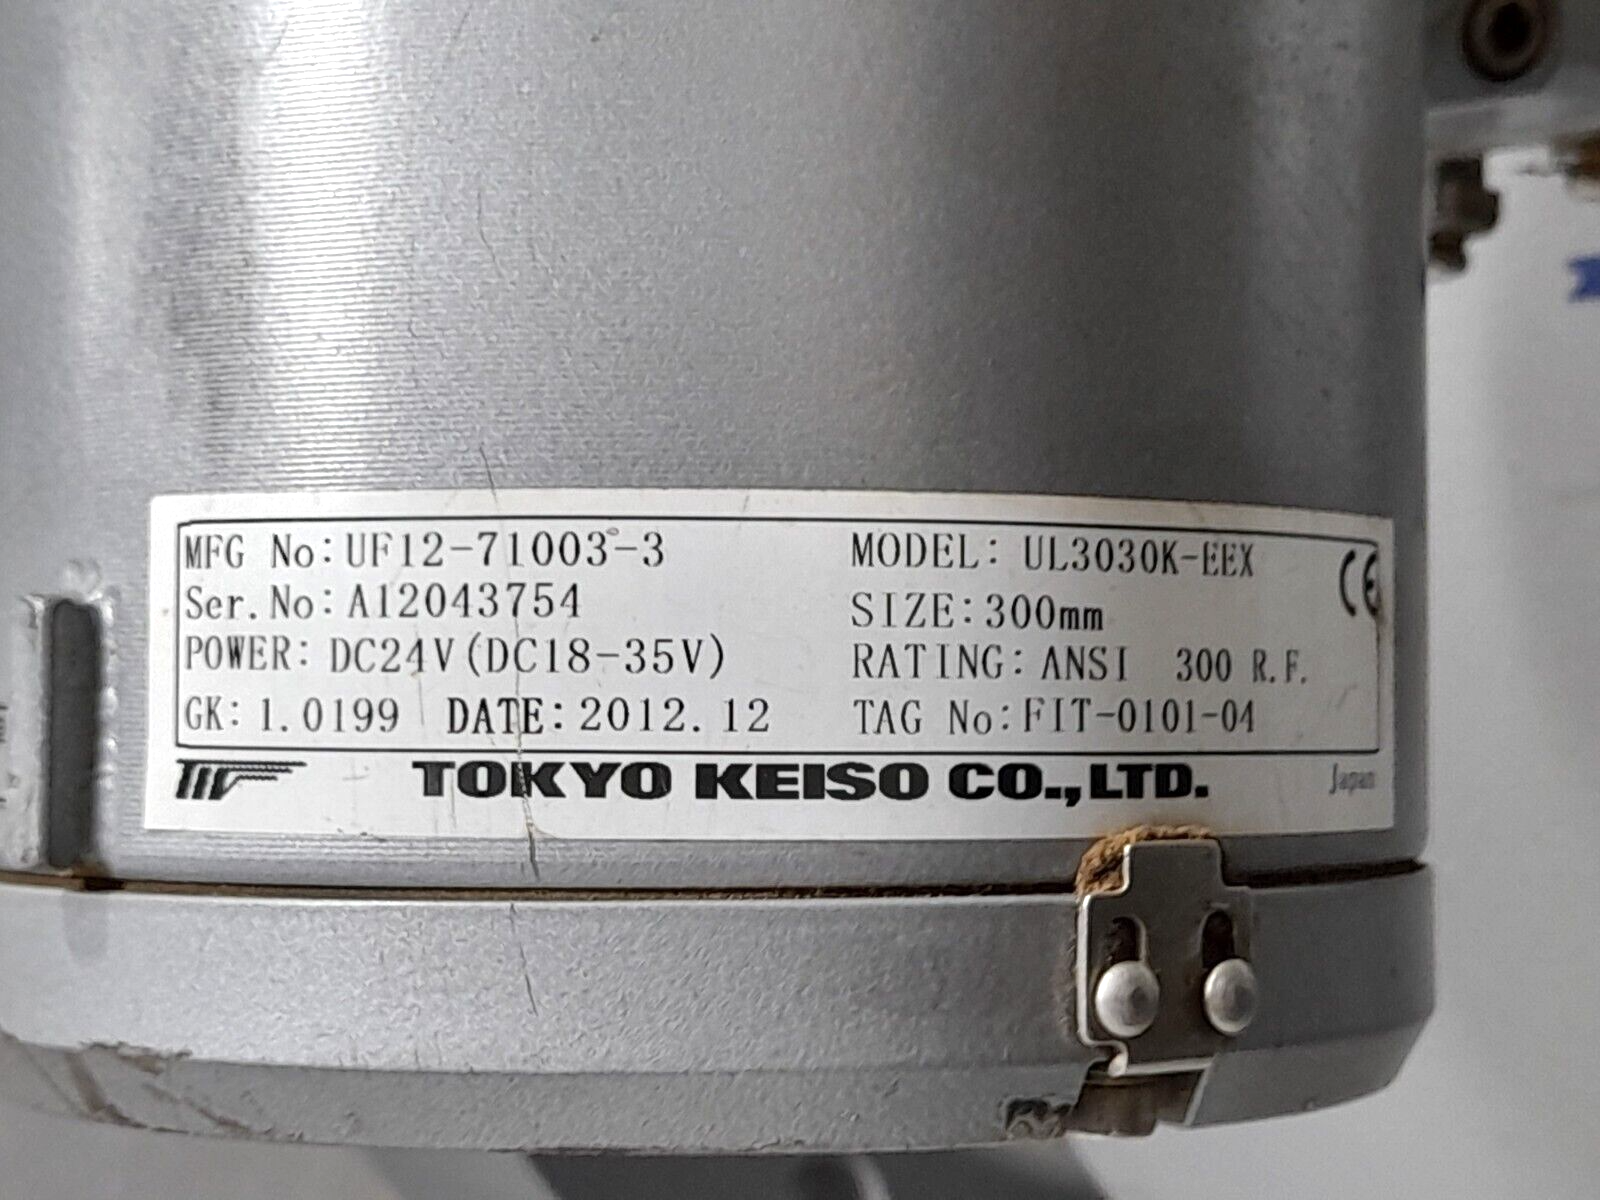 MFG No: UF12-71003-3 MODEL: UL3030K-EEX CE
Ser.No: A12043754 SIZE: 300mm
POWER: DC24V (DC18-35V) RATING: ANSI 300 R.F.
GK: 1.0199 DATE: 2012.12 TAG No: FIT-0101-04
TOKYO KEISO CO.,LTD. Japan